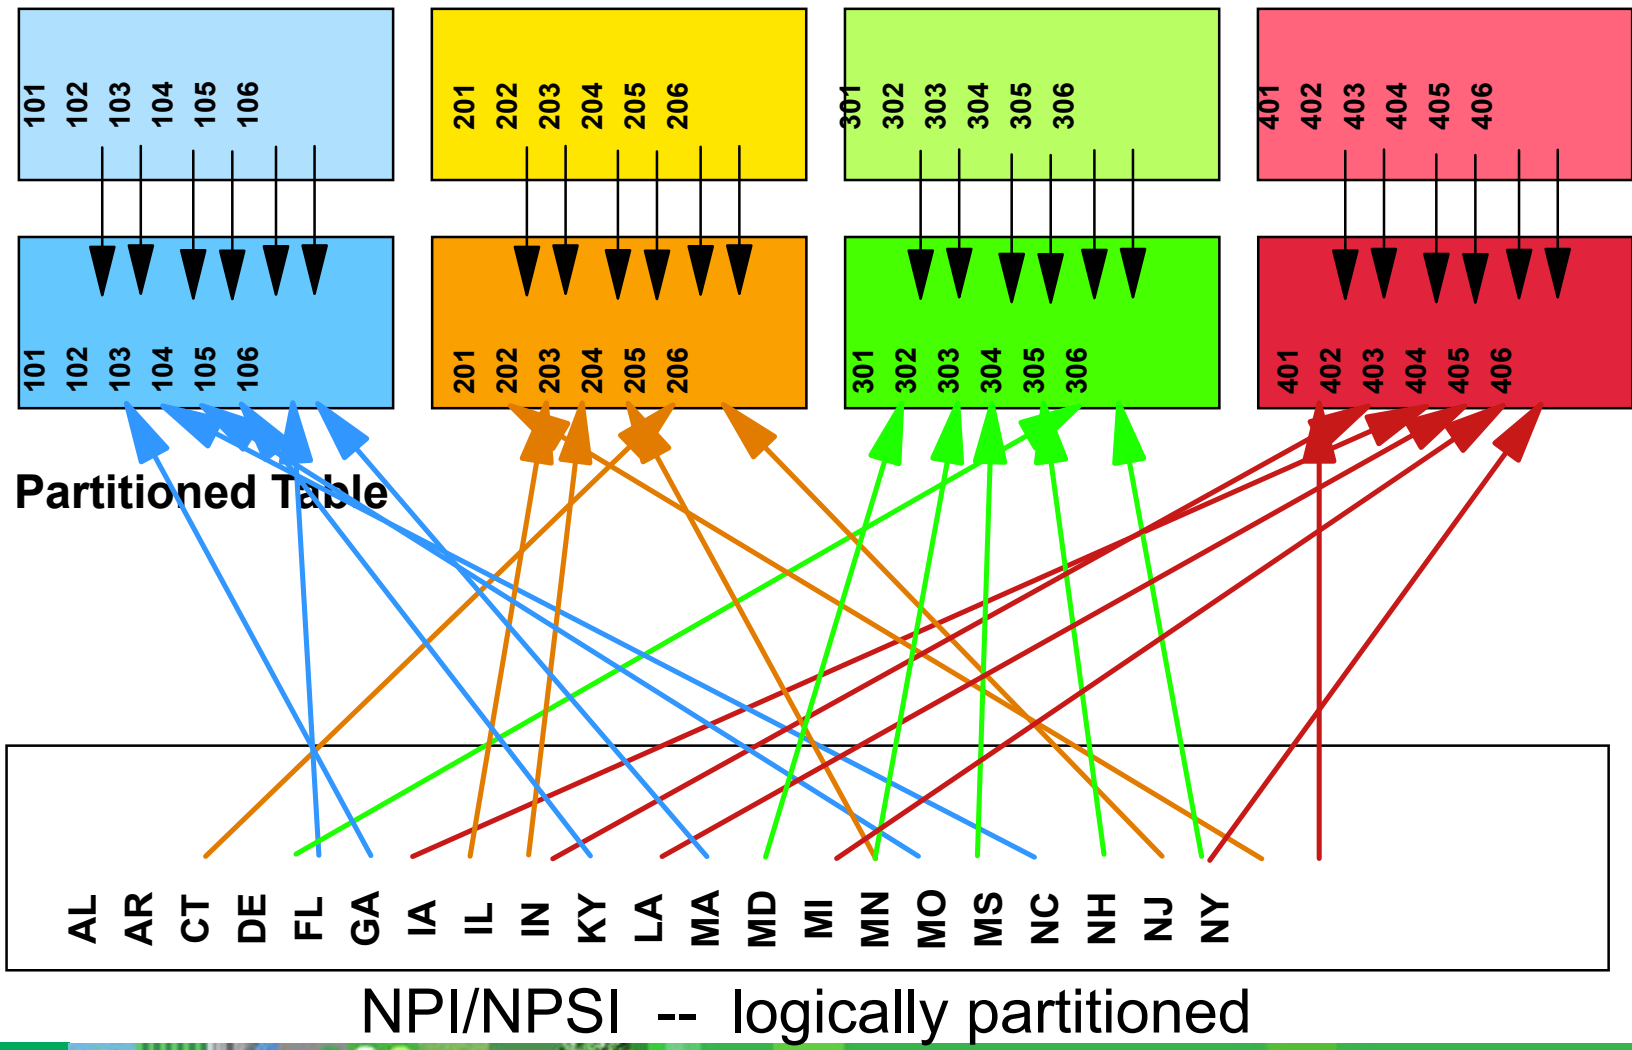 101 102 103 104 105 106 201 202 203 204 205 206 301 302 303 304 305 306 401 402 403 404 405 406
101 102 103 104 105 106 201 202 203 204 205 206 301 302 303 304 305 306 401 402 403 404 405 406
Partitioned Table
AL AR CT DE FL GA IA IL IN KY LA MA MD MI MN MO MS NC NH NJ NY
NPI/NPSI -- logically partitioned